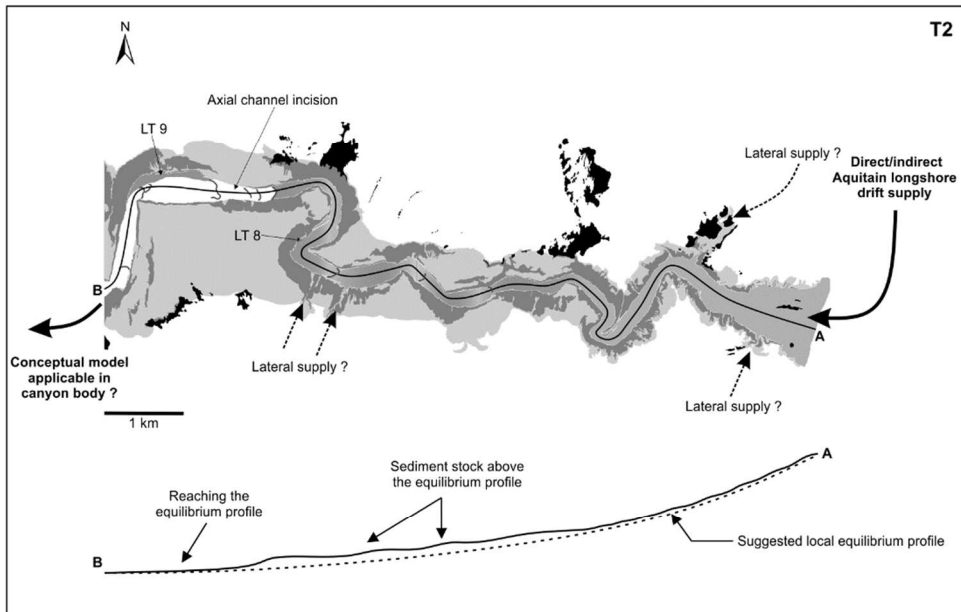 T2
N
Axial channel incision
LT 9
Lateral supply ?
Direct/indirect
Aquitain longshore
drift supply
LT 8
B
A
Conceptual model
applicable in
canyon body ?
Lateral supply ?
Lateral supply ?
1 km
A
Sediment stock above
the equilibrium profile
Reaching the
equilibrium profile
Suggested local equilibrium profile
B